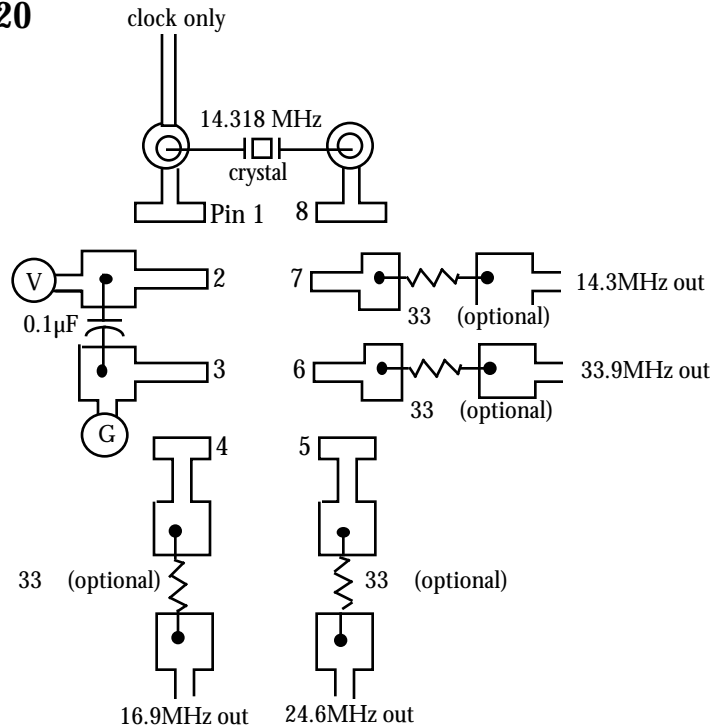 20
clock only
14.318 MHz
crystal
Pin 1
8
V
2
7
14.3MHz out
0.1µF
33 (optional)
3
6
33.9MHz out
33 (optional)
G
4
5
33 (optional)
33 (optional)
16.9MHz out
24.6MHz out